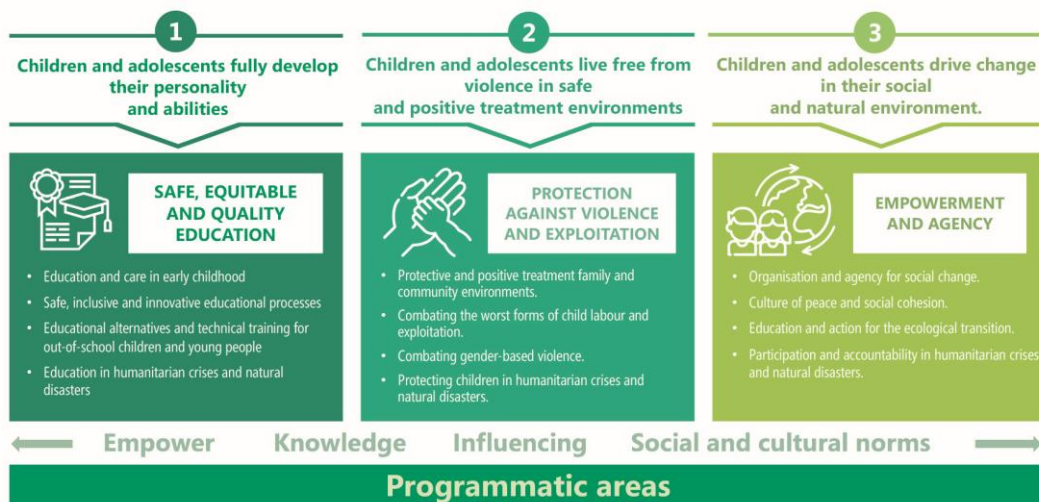 1
Children and adolescents fully develop
their personality
and abilities
SAFE, EQUITABLE
AND QUALITY
EDUCATION
• Education and care in early childhood
• Safe, inclusive and innovative educational processes
• Educational alternatives and technical training for
out-of-school children and young people
• Education in humanitarian crises and natural
disasters
2
Children and adolescents live free from
violence in safe
and positive treatment environments
PROTECTION
AGAINST VIOLENCE
AND EXPLOITATION
• Protective and positive treatment family and
community environments.
• Combating the worst forms of child labour and
exploitation.
• Combating gender-based violence.
• Protecting children in humanitarian crises and
natural disasters.
3
Children and adolescents drive change
in their social
and natural environment.
EMPOWERMENT
AND AGENCY
• Organisation and agency for social change.
• Culture of peace and social cohesion.
• Education and action for the ecological transition.
• Participation and accountability in humanitarian crises
and natural disasters.
Empower Knowledge Influencing Social and cultural norms
Programmatic areas